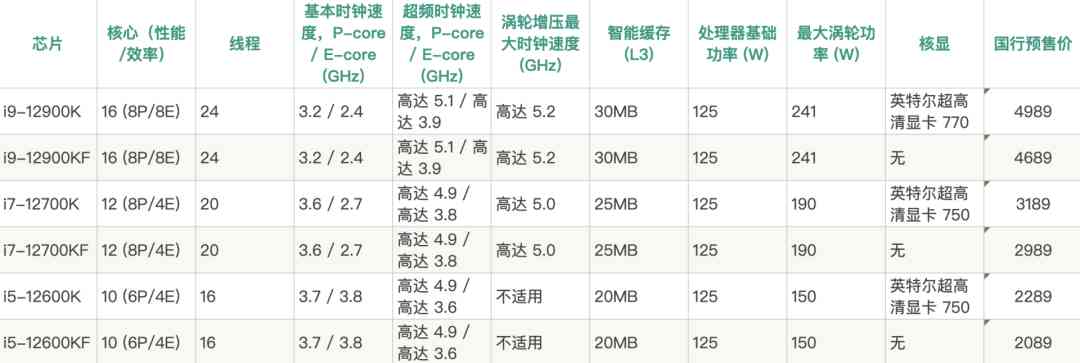 芯片 核心（性能/效率） 线程 基本时钟速度，P-core / E-core（GHz） 超频时钟速度，P-core / E-core（GHz） 涡轮增压最大时钟速度（GHz） 智能缓存（L3） 处理器基础功率（W） 最大涡轮功率（W） 核显 国行预售价
i9-12900K 16 (8P/8E) 24 3.2 / 2.4 高达 5.1 / 高达 3.9 高达 5.2 30MB 125 241 英特尔超高清显卡 770 4989
i9-12900KF 16 (8P/8E) 24 3.2 / 2.4 高达 5.1 / 高达 3.9 高达 5.2 30MB 125 241 无 4689
i7-12700K 12 (8P/4E) 20 3.6 / 2.7 高达 4.9 / 高达 3.8 高达 5.0 25MB 125 190 英特尔超高清显卡 750 3189
i7-12700KF 12 (8P/4E) 20 3.6 / 2.7 高达 4.9 / 高达 3.8 高达 5.0 25MB 125 190 无 2989
i5-12600K 10 (6P/4E) 16 3.7 / 3.8 高达 4.9 / 高达 3.6 不适用 20MB 125 150 英特尔超高清显卡 750 2289
i5-12600KF 10 (6P/4E) 16 3.7 / 3.8 高达 4.9 / 高达 3.6 不适用 20MB 125 150 无 2089